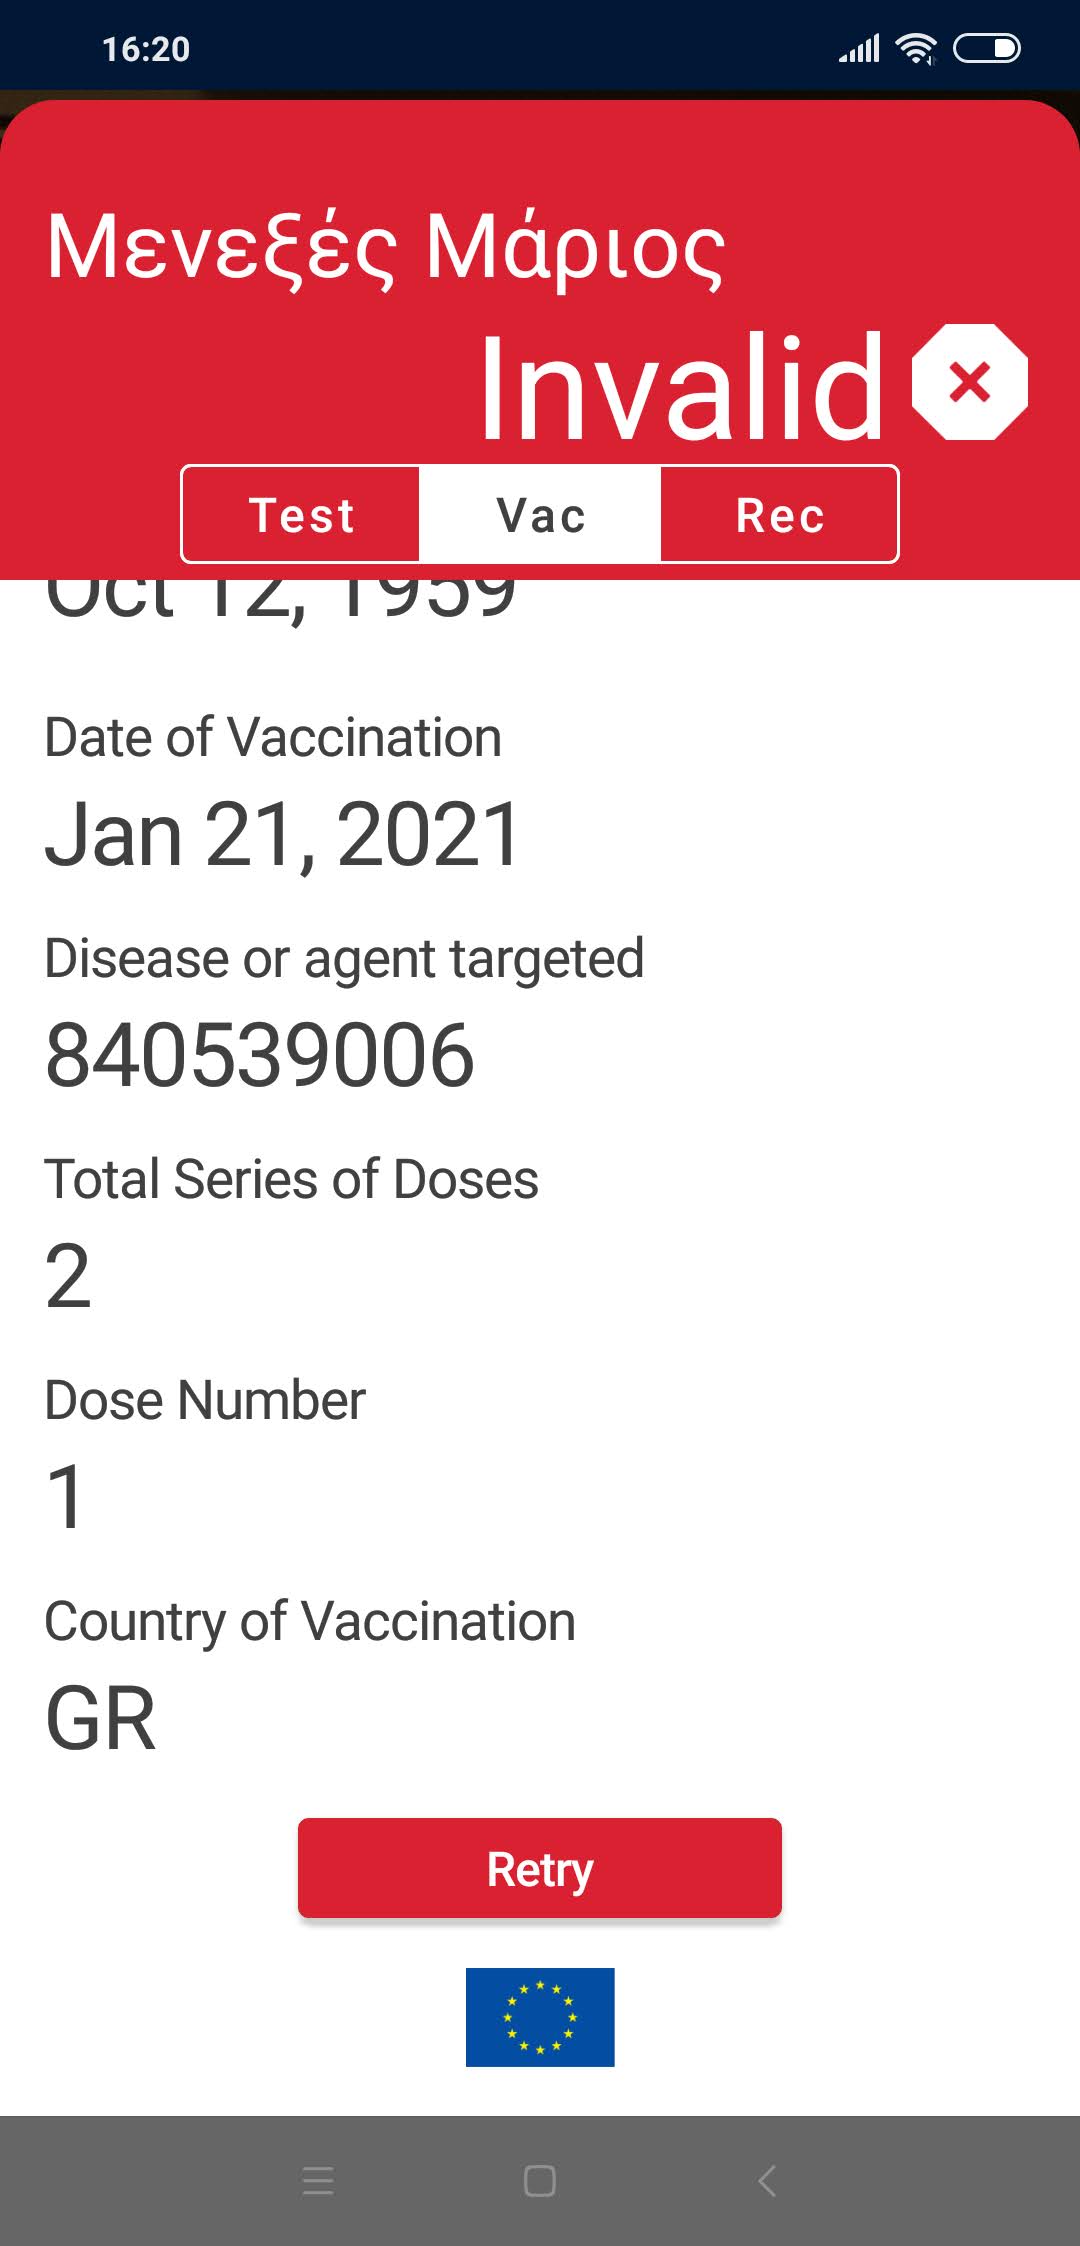 16:20
Μενεξές Μάριος
Invalid
Test Vac Rec
Oct 12, 1959
Date of Vaccination
Jan 21, 2021
Disease or agent targeted
840539006
Total Series of Doses
2
Dose Number
1
Country of Vaccination
GR
Retry